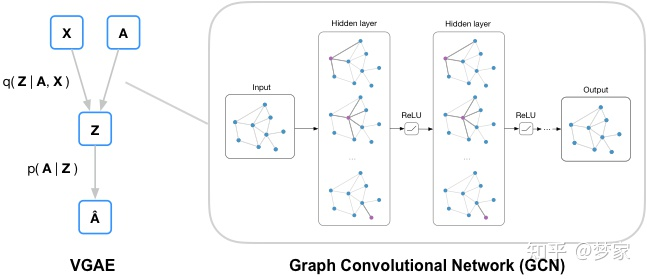 X
A
q( Z | A, X )
Z
p( A | Z )
Â
VGAE
Hidden layer
Hidden layer
Input
ReLU
ReLU
Output
...
...
...
Graph Convolutional Network (GCN)
知乎 @梦家